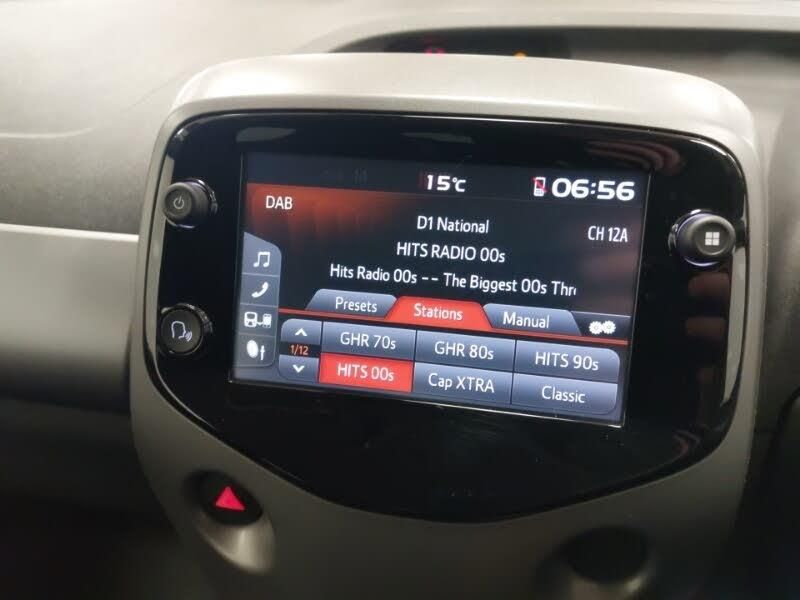 15°C
06:56
DAB
D1 National
CH 12A
HITS RADIO 00s
Hits Radio 00s -- The Biggest 00s Thr
Presets
Stations
Manual
1/12
GHR 70s
GHR 80s
HITS 90s
HITS 00s
Cap XTRA
Classic